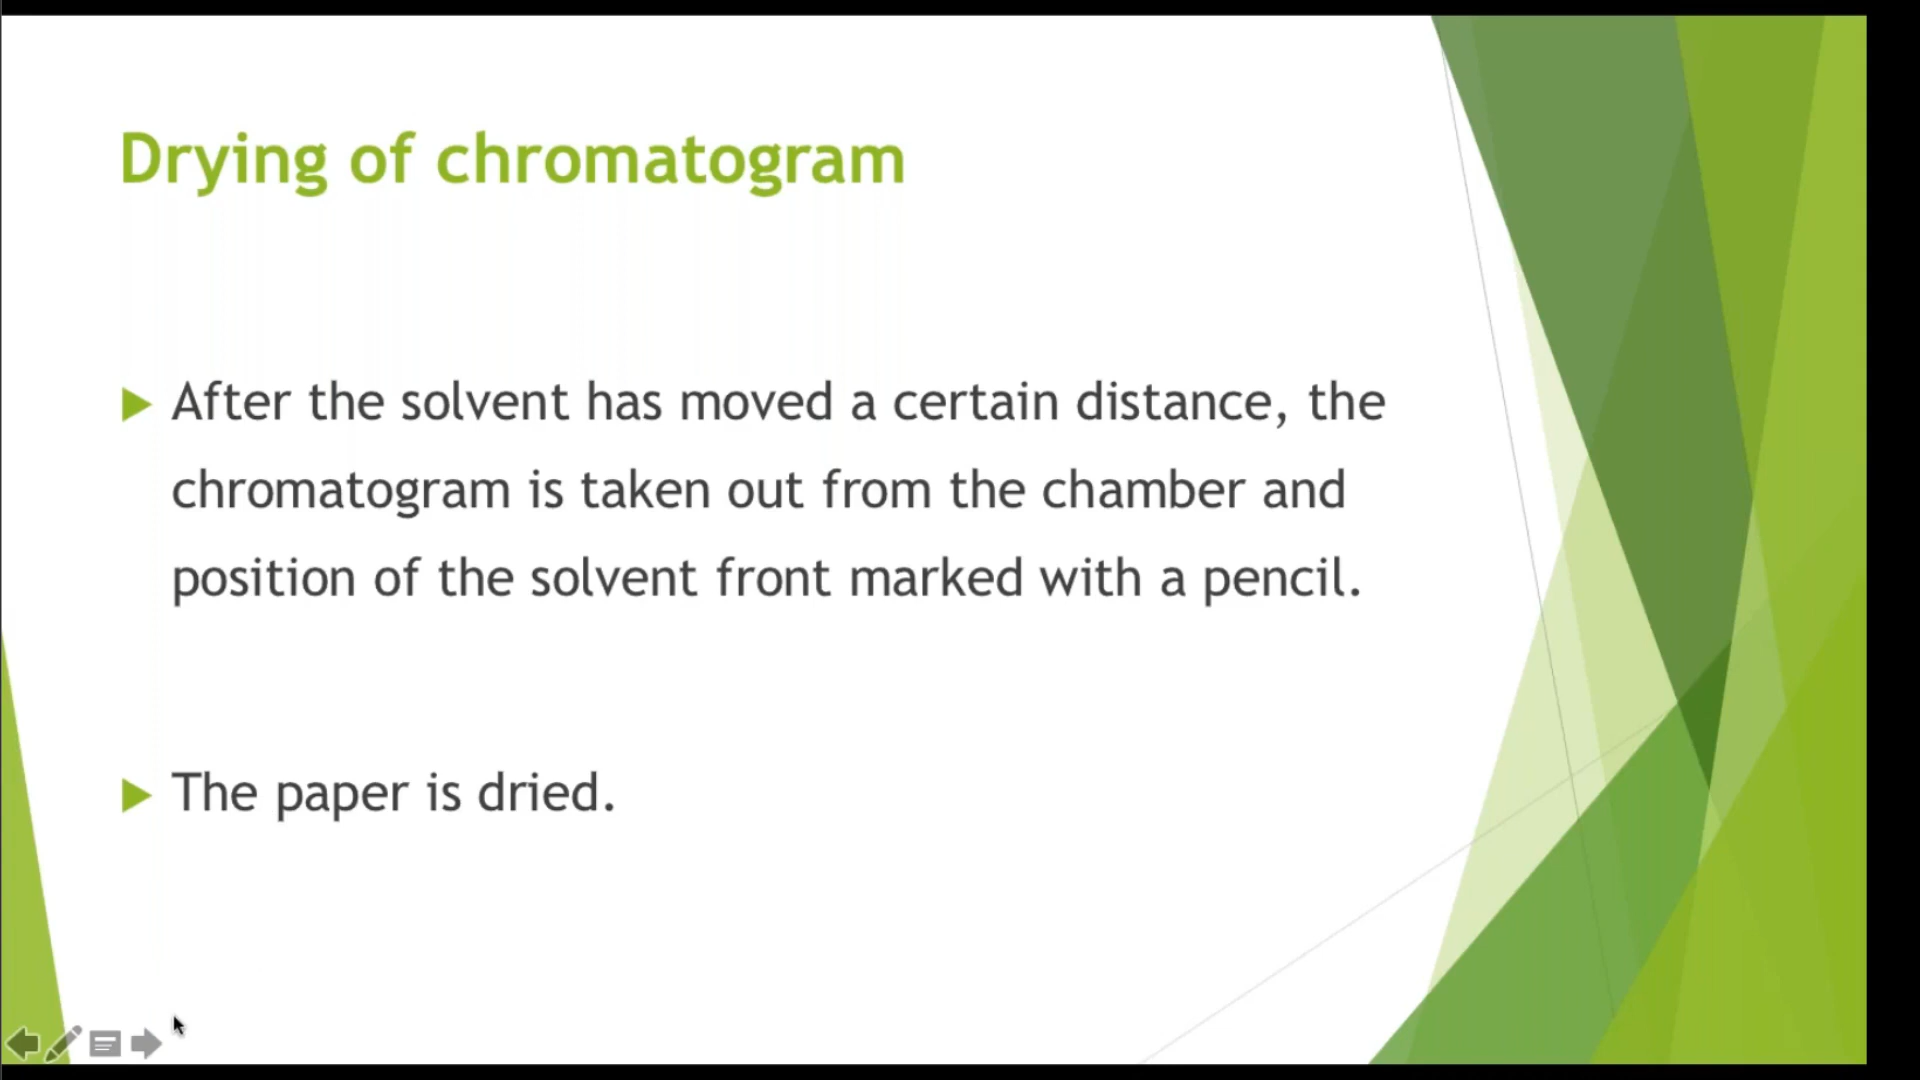 Drying of chromatogram
After the solvent has moved a certain distance, the
chromatogram is taken out from the chamber and
position of the solvent front marked with a pencil.
The paper is dried.